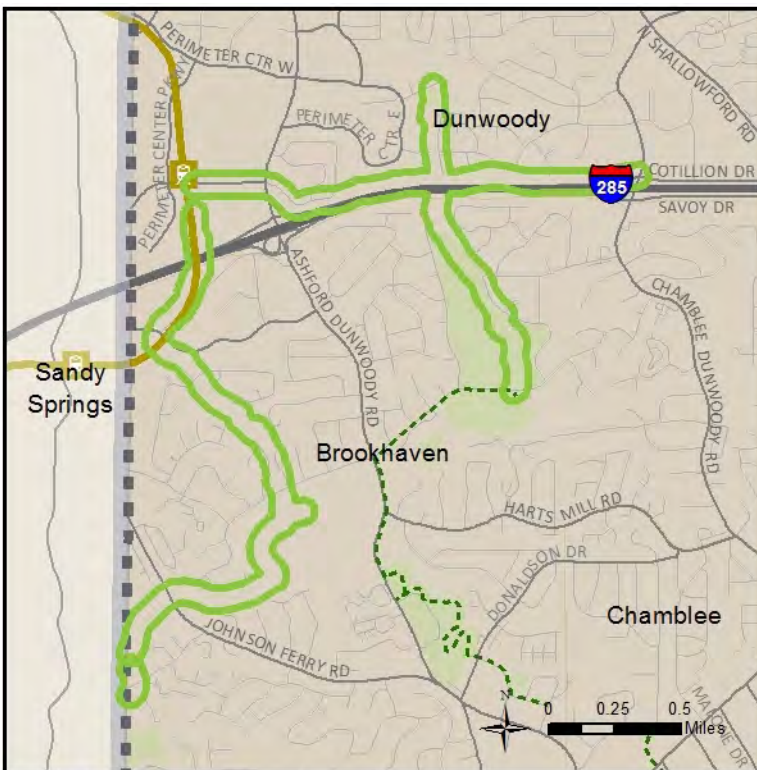 PERIMETER CTR W
N SHALLOWFORD RD
PERIMETER CENTER PKWY
PERIMETER CTR E
Dunwoody
285
COTILLION DR
SAVOY DR
ASHFORD DUNWOODY RD
CHAMBLEE DUNWOODY RD
Sandy
Springs
Brookhaven
HARTS MILL RD
DONALDSON DR
Chamblee
JOHNSON FERRY RD
N
0 0.25 0.5
Miles